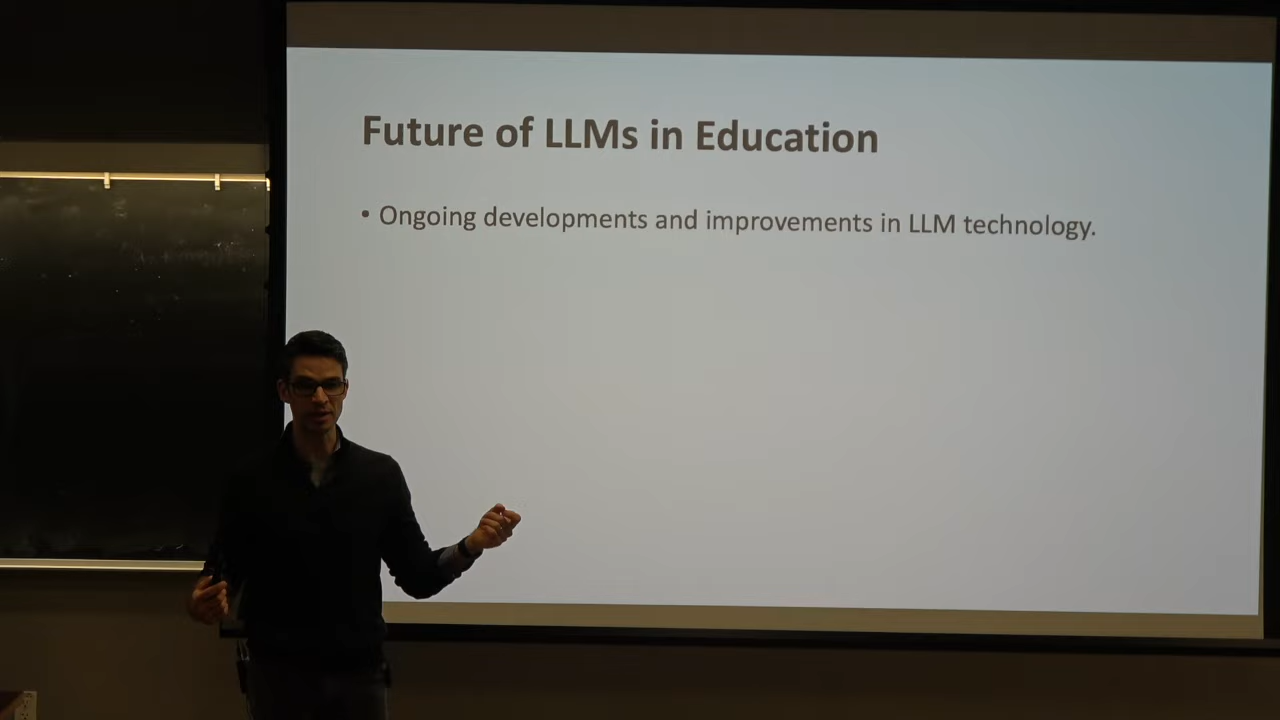 Future of LLMs in Education
• Ongoing developments and improvements in LLM technology.